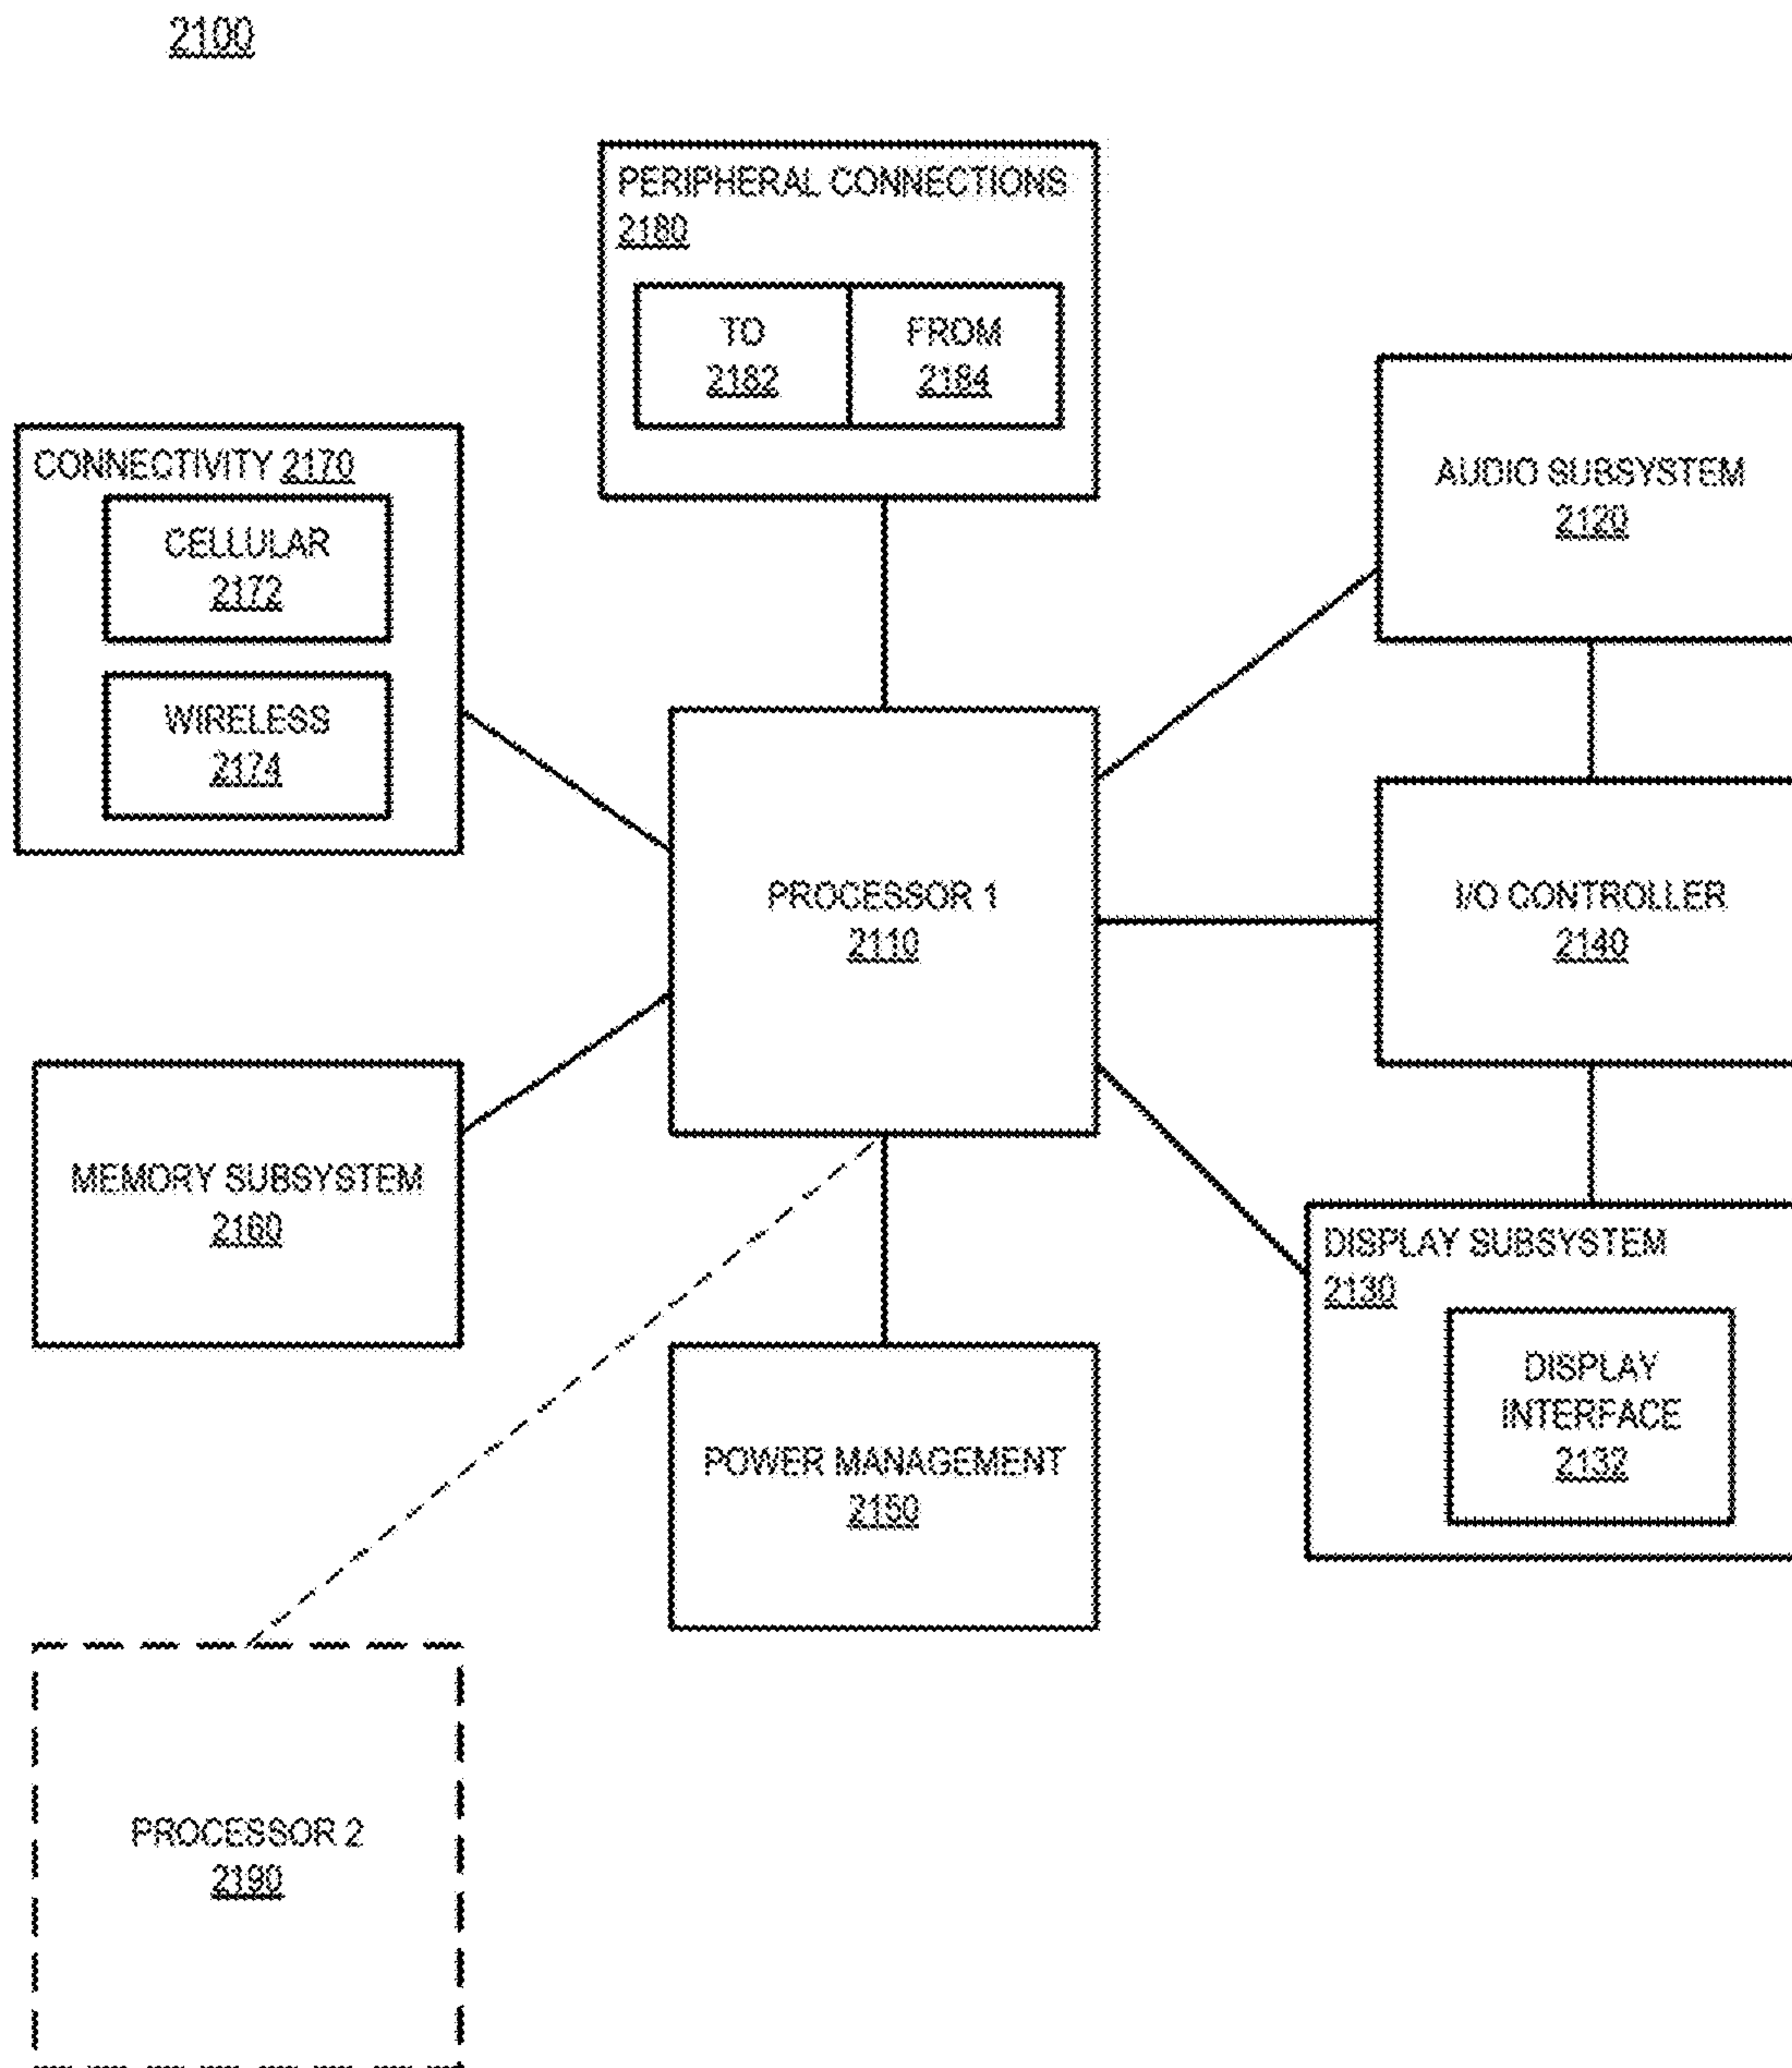 2100
PERIPHERAL CONNECTIONS
2180
TO
2182
FROM
2184
AUDIO SUBSYSTEM
2120
CONNECTIVITY 2170
CELLULAR
2172
WIRELESS
2174
PROCESSOR 1
2110
I/O CONTROLLER
2140
MEMORY SUBSYSTEM
2160
DISPLAY SUBSYSTEM
2130
DISPLAY
INTERFACE
2132
POWER MANAGEMENT
2150
PROCESSOR 2
2190